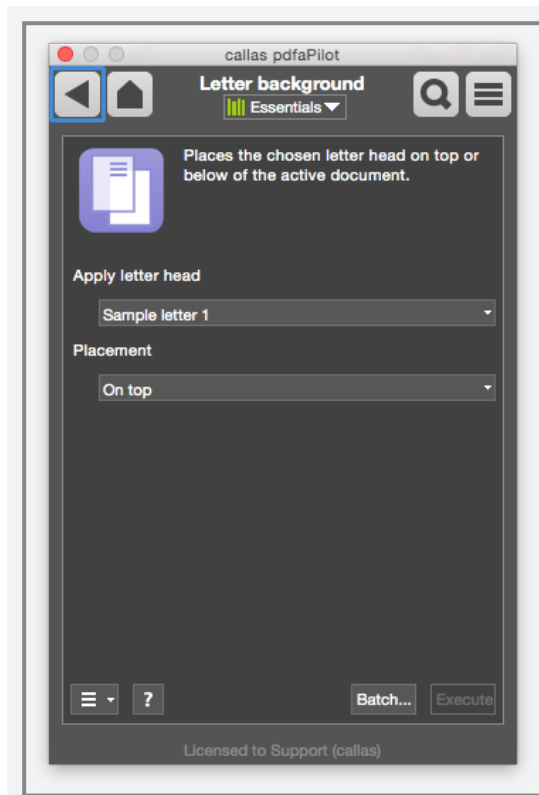 callas pdfaPilot
Letter background
Essentials
Places the chosen letter head on top or
below of the active document.
Apply letter head
Sample letter 1
Placement
On top
?
Batch...
Execute
Licensed to Support (callas)